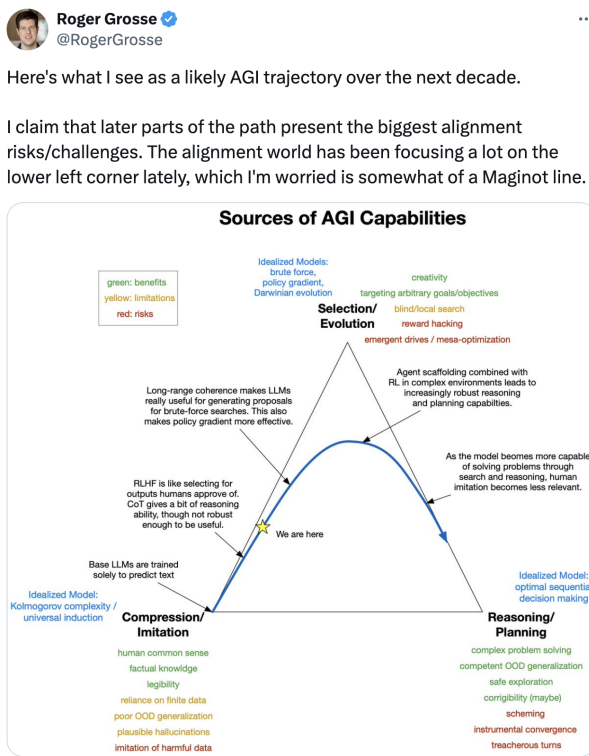 Roger Grosse
@RogerGrosse
Here's what I see as a likely AGI trajectory over the next decade.
I claim that later parts of the path present the biggest alignment
risks/challenges. The alignment world has been focusing a lot on the
lower left corner lately, which I'm worried is somewhat of a Maginot line.
Sources of AGI Capabilities
green: benefits
yellow: limitations
red: risks
Idealized Models:
brute force,
policy gradient,
Darwinian evolution
Selection/
Evolution
creativity
targeting arbitrary goals/objectives
blind/local search
reward hacking
emergent drives / mesa-optimization
Long-range coherence makes LLMs
really useful for generating proposals
for brute-force searches. This also
makes policy gradient more effective.
Agent scaffolding combined with
RL in complex environments leads to
increasingly robust reasoning
and planning capabilties.
As the model beomes more capable
of solving problems through
search and reasoning, human
imitation becomes less relevant.
RLHF is like selecting for
outputs humans approve of.
CoT gives a bit of reasoning
ability, though not robust
enough to be useful.
We are here
Base LLMs are trained
solely to predict text
Idealized Model:
Kolmogorov complexity /
universal induction
Compression/
Imitation
human common sense
factual knowldge
legibility
reliance on finite data
poor OOD generalization
plausible hallucinations
imitation of harmful data
Idealized Model:
optimal sequentia
decision making
Reasoning/
Planning
complex problem solving
competent OOD generalization
safe exploration
corrigibility (maybe)
scheming
instrumental convergence
treacherous turns